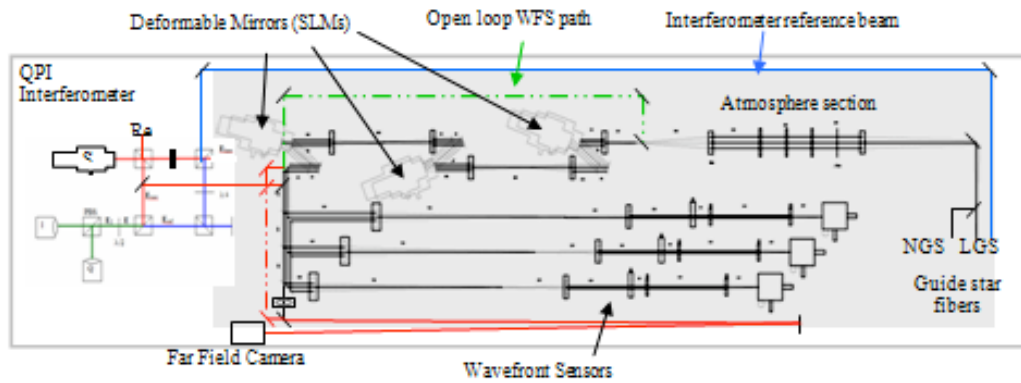 Deformable Mirrors (SLMs)
Open loop WFS path
Interferometer reference beam
QPI
Interferometer
Atmosphere section
NGS
LGS
Guide star
fibers
Far Field Camera
Wavefront Sensors